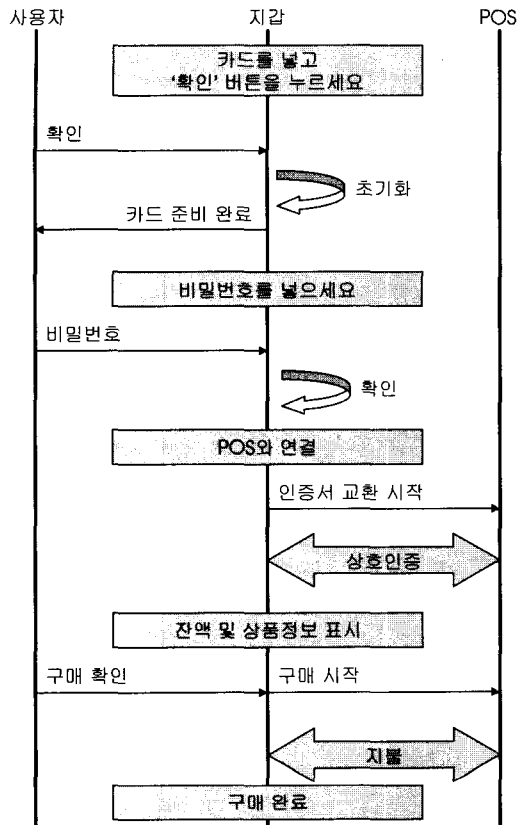 사용자
지갑
POS
카드를 넣고
'확인' 버튼을 누르세요
확인
초기화
카드 준비 완료
비밀번호를 넣으세요
비밀번호
확인
POS와 연결
인증서 교환 시작
상호인증
잔액 및 상품정보 표시
구매 확인
구매 시작
지불
구매 완료